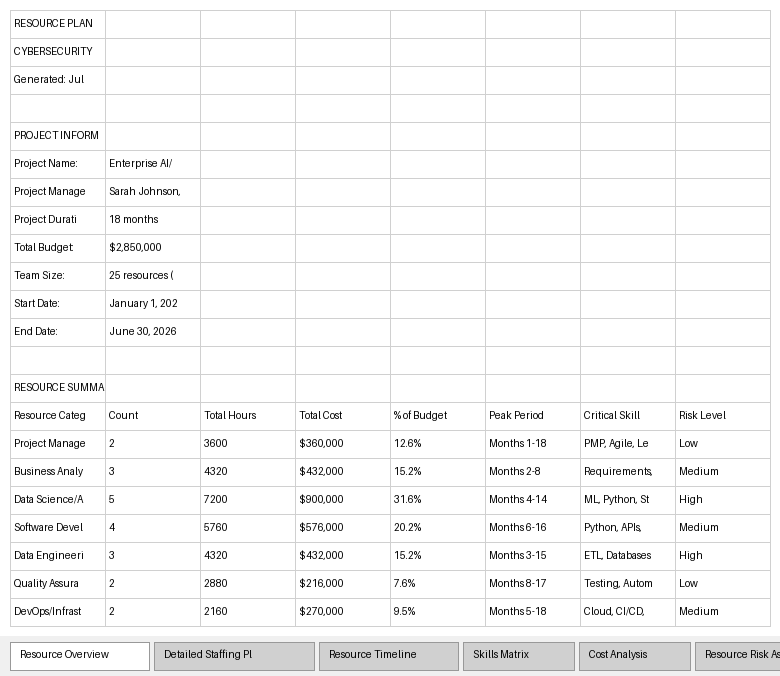 RESOURCE PLAN
CYBERSECURITY
Generated: Jul
PROJECT INFORM
Project Name: Enterprise AI/
Project Manage Sarah Johnson,
Project Durati 18 months
Total Budget: $2,850,000
Team Size: 25 resources (
Start Date: January 1, 202
End Date: June 30, 2026
RESOURCE SUMMA
Resource Categ Count Total Hours Total Cost % of Budget Peak Period Critical Skill Risk Level
Project Manage 2 3600 $360,000 12.6% Months 1-18 PMP, Agile, Le Low
Business Analy 3 4320 $432,000 15.2% Months 2-8 Requirements, Medium
Data Science/A 5 7200 $900,000 31.6% Months 4-14 ML, Python, St High
Software Devel 4 5760 $576,000 20.2% Months 6-16 Python, APIs, Medium
Data Engineeri 3 4320 $432,000 15.2% Months 3-15 ETL, Databases High
Quality Assura 2 2880 $216,000 7.6% Months 8-17 Testing, Autom Low
DevOps/Infrast 2 2160 $270,000 9.5% Months 5-18 Cloud, CI/CD, Medium
Resource Overview Detailed Staffing Pl Resource Timeline Skills Matrix Cost Analysis Resource Risk As